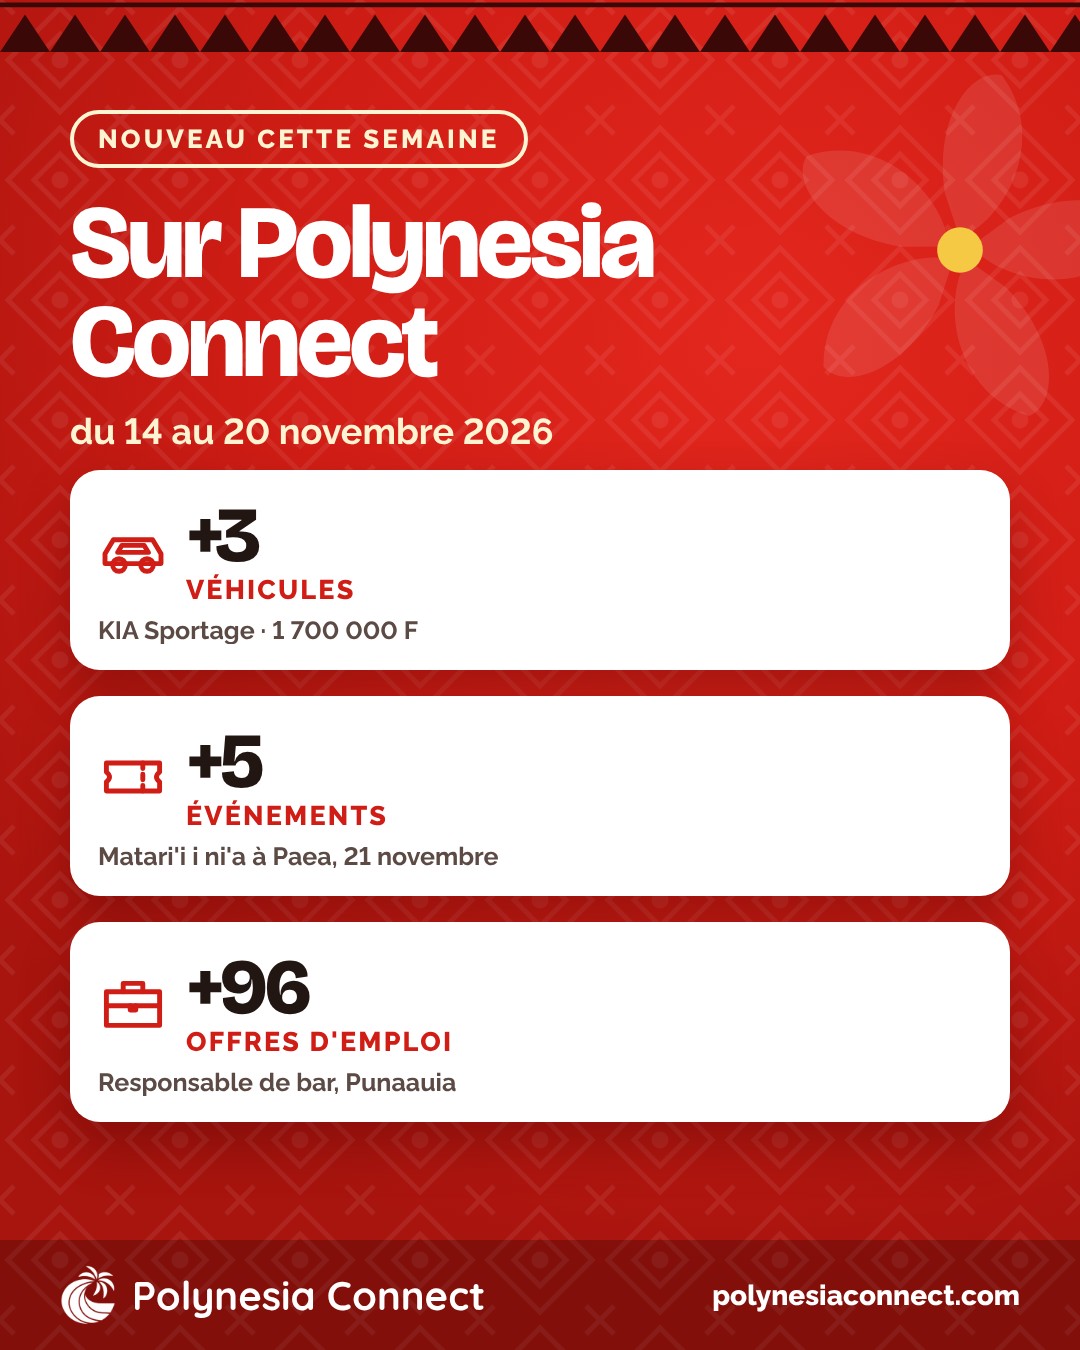 NOUVEAU CETTE SEMAINE
Sur Polynesia
Connect
du 14 au 20 novembre 2026
+3
VÉHICULES
KIA Sportage · 1 700 000 F
+5
ÉVÉNEMENTS
Matari'i i ni'a à Paea, 21 novembre
+96
OFFRES D'EMPLOI
Responsable de bar, Punaauia
Polynesia Connect
polynesiaconnect.com